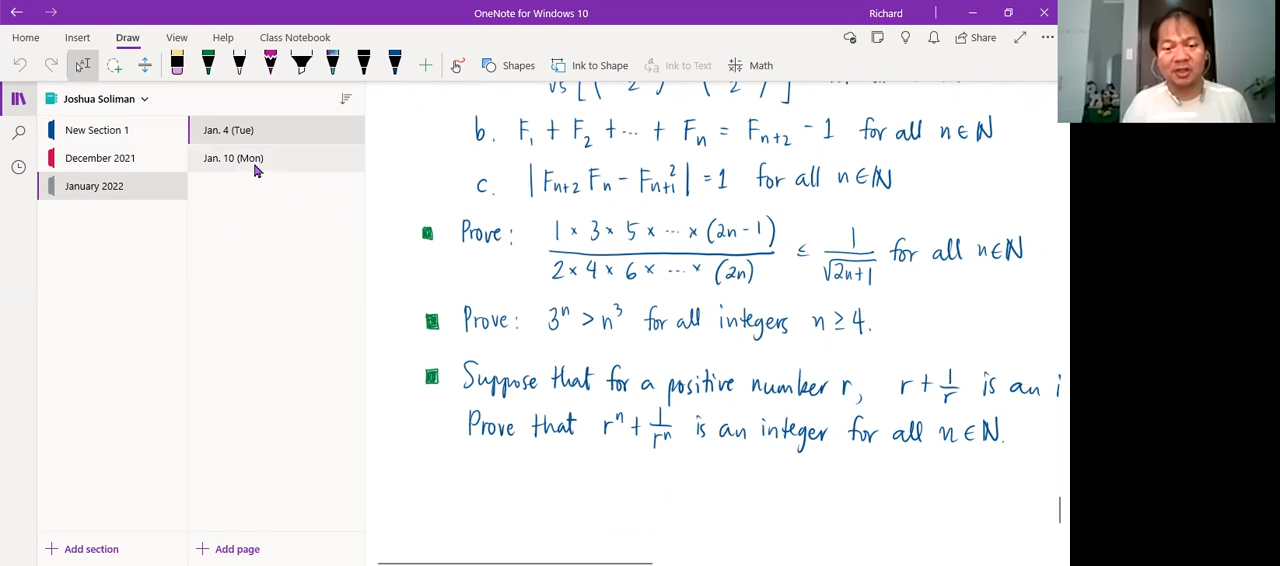 OneNote for Windows 10
Richard
Home
Insert
Draw
View
Help
Class Notebook
Share
Shapes
Ink to Shape
Ink to Text
Math
Joshua Soliman
New Section 1
December 2021
January 2022
Jan. 4 (Tue)
Jan. 10 (Mon)
Add section
Add page
b. F₁ + F₂ + ... + Fₙ = Fₙ₊₂ - 1 for all n ∈ ℕ
c. |Fₙ₊₂ Fₙ - Fₙ₊₁²| = 1 for all n ∈ ℕ
Prove: (1 × 3 × 5 × ... × (2n-1)) / (2 × 4 × 6 × ... × (2n)) ≤ 1/√(2n+1) for all n ∈ ℕ
Prove: 3ⁿ > n³ for all integers n ≥ 4.
Suppose that for a positive number r, r + 1/r is an i
Prove that rⁿ + 1/rⁿ is an integer for all n ∈ ℕ.